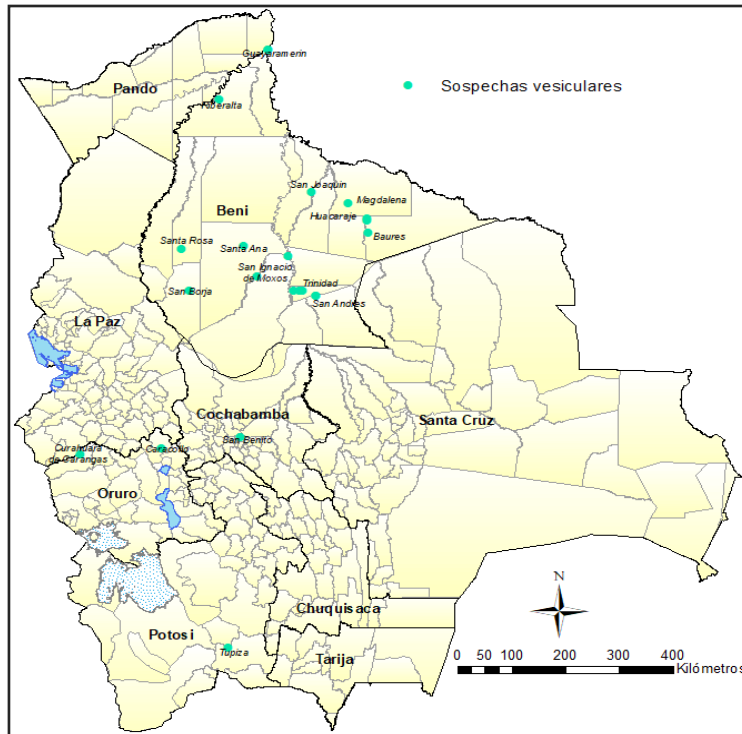 Guayaramerin
Pando
Sospechas vesiculares
Riberalta
San Joaquin
Magdalena
Beni
Huacaraje
Baures
Santa Rosa
Santa Ana
San Ignacio
de Moxos
Trinidad
San Borja
San Andres
La Paz
Cochabamba
Santa Cruz
San Benito
Caracollo
de Carangas
Oruro
N
Chuquisaca
Potosi
Tupiza
Tarija
0 50 100 200 300 400
Kilómetros